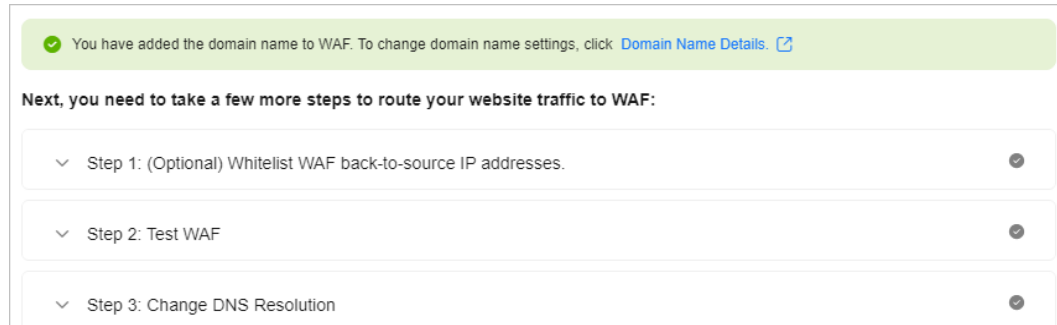 You have added the domain name to WAF. To change domain name settings, click Domain Name Details.
Next, you need to take a few more steps to route your website traffic to WAF:
Step 1: (Optional) Whitelist WAF back-to-source IP addresses.
Step 2: Test WAF
Step 3: Change DNS Resolution